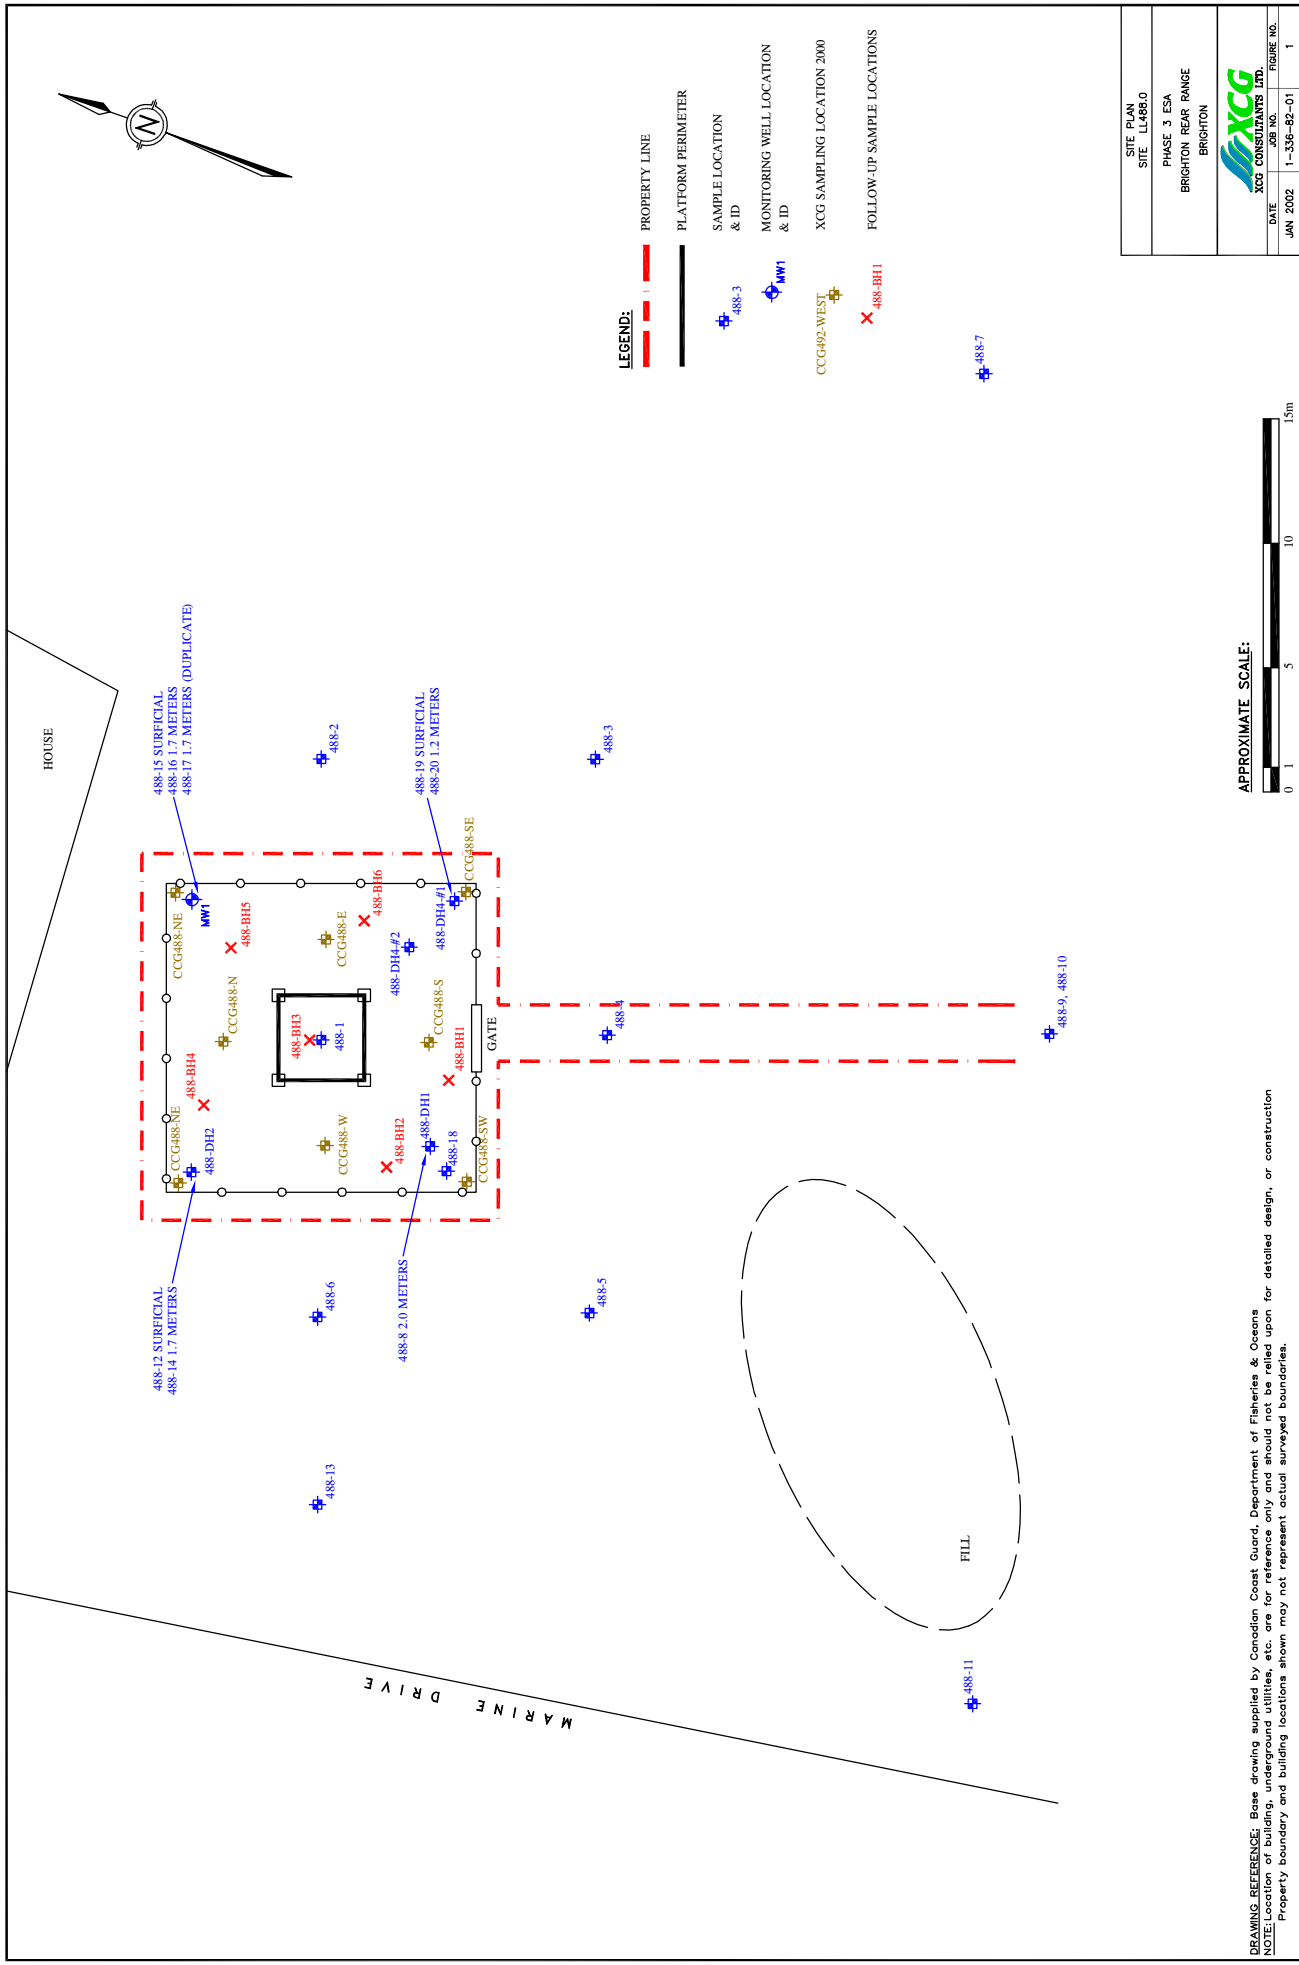 HOUSE
N
488-15 SURFICIAL
488-16 1.7 METERS
488-17 1.7 METERS (DUPLICATE)
488-12 SURFICIAL
488-14 1.7 METERS
CCG488-NE
488-DH2
488-BH4
CCG488-N
CCG488-NE
MW1
488-BH5
488-13
488-6
CCG488-W
488-BH3
488-1
CCG488-E
488-BH6
488-2
488-8 2.0 METERS
488-BH2
488-DH1
488-18
CCG488-SW
488-BH1
CCG488-S
GATE
488-DH4-#2
488-DH4-#1
CCG488-SE
488-19 SURFICIAL
488-20 1.2 METERS
488-5
488-4
488-3
MARINE DRIVE
FILL
488-11
488-9, 488-10
488-7
LEGEND:
PROPERTY LINE
PLATFORM PERIMETER
488-3
SAMPLE LOCATION
& ID
MW1
MONITORING WELL LOCATION
& ID
CCG492-WEST
XCG SAMPLING LOCATION 2000
488-BH1
FOLLOW-UP SAMPLE LOCATIONS
APPROXIMATE SCALE:
0 1 5 10 15m
DRAWING REFERENCE: Base drawing supplied by Canadian Coast Guard, Department of Fisheries & Oceans
NOTE: Location of building, underground utilities, etc. are for reference only and should not be relied upon for detailed design, or construction
Property boundary and building locations shown may not represent actual surveyed boundaries.
SITE PLAN
SITE LL488.0
PHASE 3 ESA
BRIGHTON REAR RANGE
BRIGHTON
XCG
XCG CONSULTANTS LTD.
DATE JOB NO. FIGURE NO.
JAN 2002 1-336-82-01 1